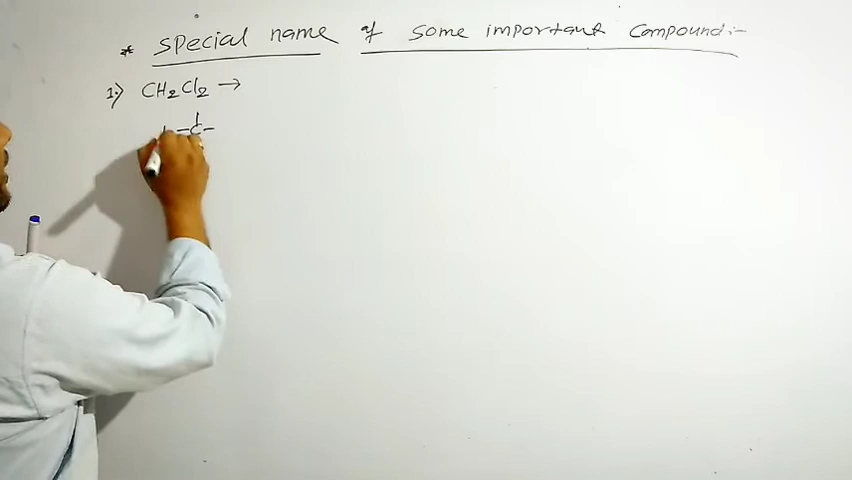 * special name of some important compound:-
1.) CH₂Cl₂ →
-C-